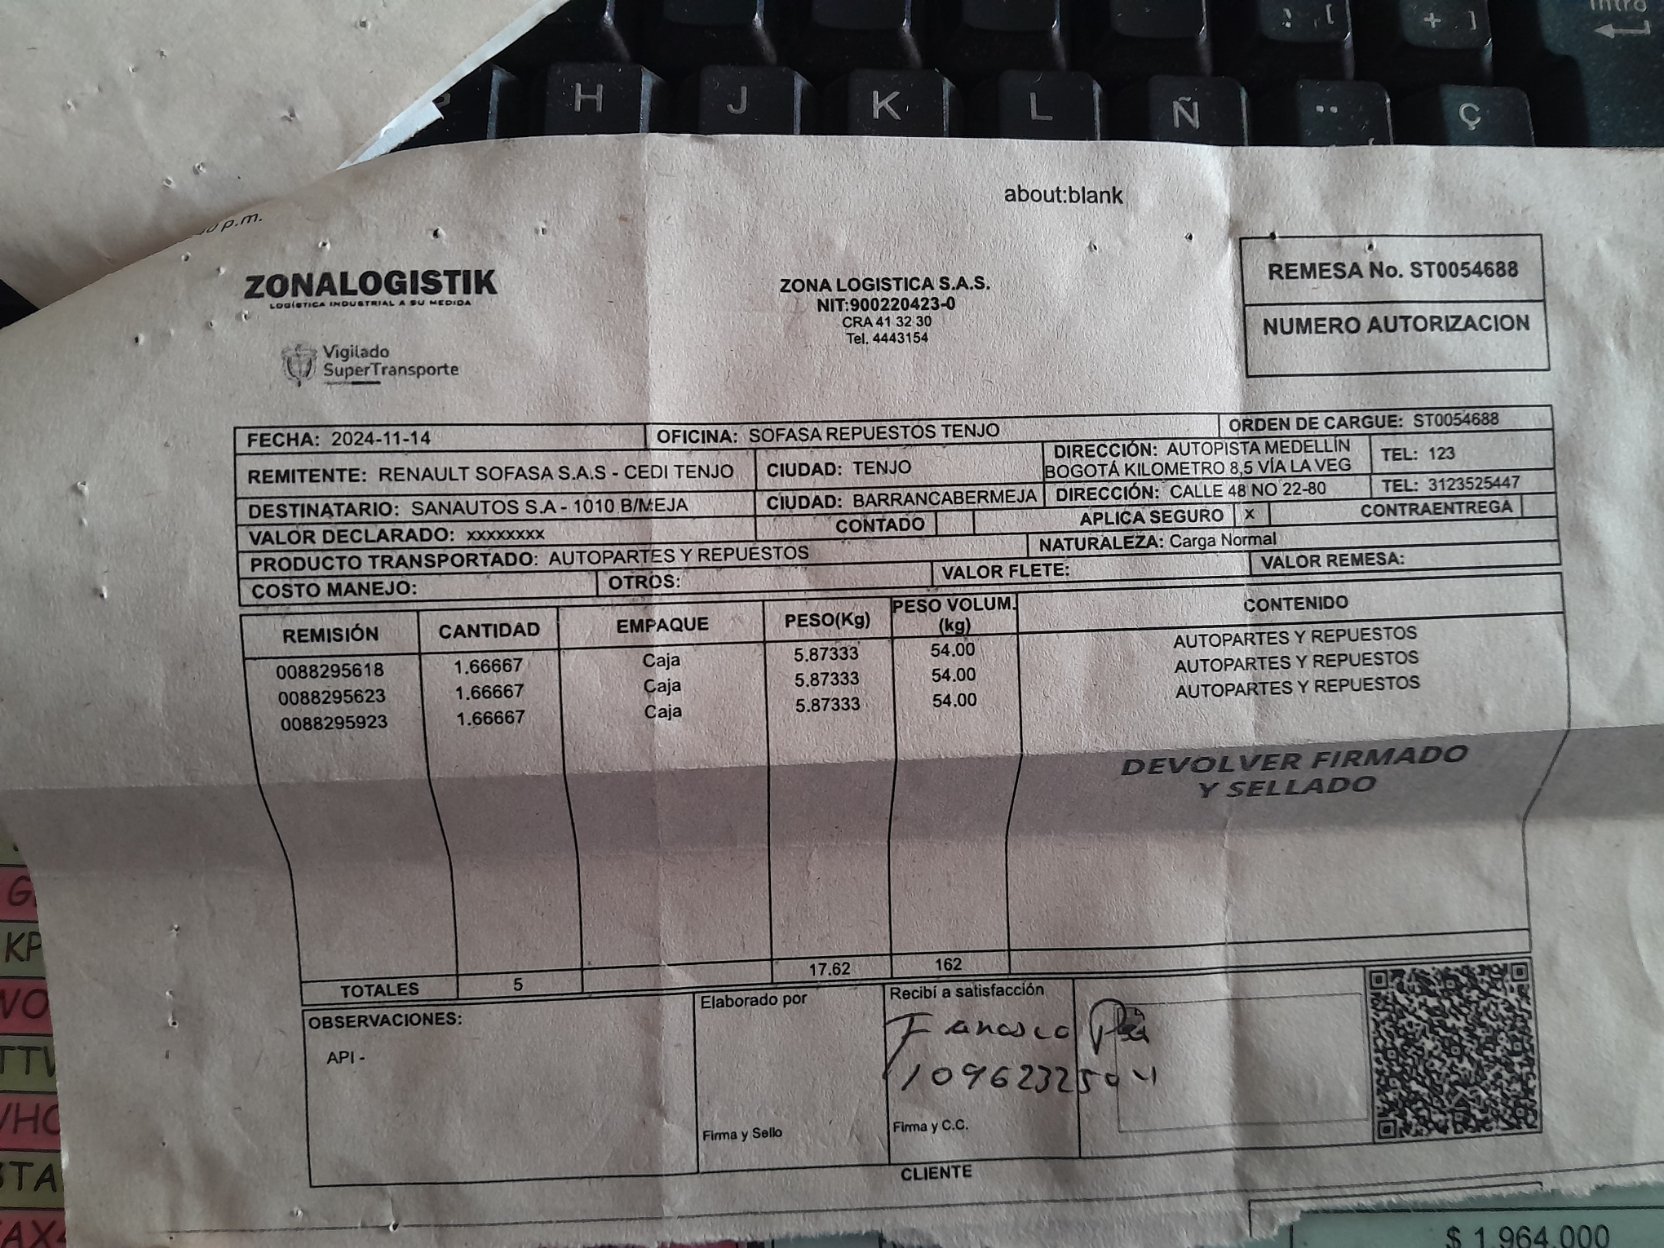 Intro
[
+ ]
H J K L Ñ ¨ Ç
p.m.
about:blank
ZONALOGISTIK
LOGÍSTICA INDUSTRIAL A SU MEDIDA
Vigilado
SuperTransporte
ZONA LOGISTICA S.A.S.
NIT:900220423-0
CRA 41 32 30
Tel. 4443154
REMESA No. ST0054688
NUMERO AUTORIZACION
FECHA: 2024-11-14 OFICINA: SOFASA REPUESTOS TENJO ORDEN DE CARGUE: ST0054688
REMITENTE: RENAULT SOFASA S.A.S - CEDI TENJO CIUDAD: TENJO DIRECCIÓN: AUTOPISTA MEDELLÍN BOGOTÁ KILOMETRO 8,5 VÍA LA VEG TEL: 123
DESTINATARIO: SANAUTOS S.A - 1010 B/MEJA CIUDAD: BARRANCABERMEJA DIRECCIÓN: CALLE 48 NO 22-80 TEL: 3123525447
VALOR DECLARADO: xxxxxxxx CONTADO APLICA SEGURO x CONTRAENTREGA
PRODUCTO TRANSPORTADO: AUTOPARTES Y REPUESTOS NATURALEZA: Carga Normal
COSTO MANEJO: OTROS: VALOR FLETE: VALOR REMESA:
REMISIÓN CANTIDAD EMPAQUE PESO(Kg) PESO VOLUM. (kg) CONTENIDO
0088295618 1.66667 Caja 5.87333 54.00 AUTOPARTES Y REPUESTOS
0088295623 1.66667 Caja 5.87333 54.00 AUTOPARTES Y REPUESTOS
0088295923 1.66667 Caja 5.87333 54.00 AUTOPARTES Y REPUESTOS
DEVOLVER FIRMADO
Y SELLADO
TOTALES 5 17.62 162
OBSERVACIONES:
API -
Elaborado por
Firma y Sello
Recibí a satisfacción
Firma y C.C.
CLIENTE
KP
$ 1.964.000